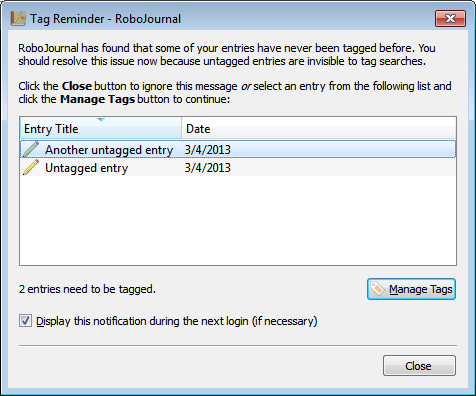 Tag Reminder - RoboJournal
RoboJournal has found that some of your entries have never been tagged before. You
should resolve this issue now because untagged entries are invisible to tag searches.
Click the Close button to ignore this message or select an entry from the following list and
click the Manage Tags button to continue:
Entry Title Date
Another untagged entry 3/4/2013
Untagged entry 3/4/2013
2 entries need to be tagged.
Manage Tags
Display this notification during the next login (if necessary)
Close